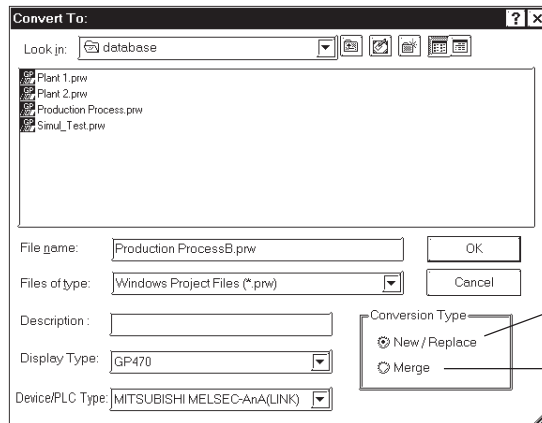 Convert To:
? x
Look in: database
Plant 1.prw
Plant 2.prw
Production Process.prw
Simul_Test.prw
File name: Production ProcessB.prw OK
Files of type: Windows Project Files (*.prw) Cancel
Description :
Conversion Type
New / Replace
Merge
Display Type: GP470
Device/PLC Type: MITSUBISHI MELSEC-AnA(LINK)